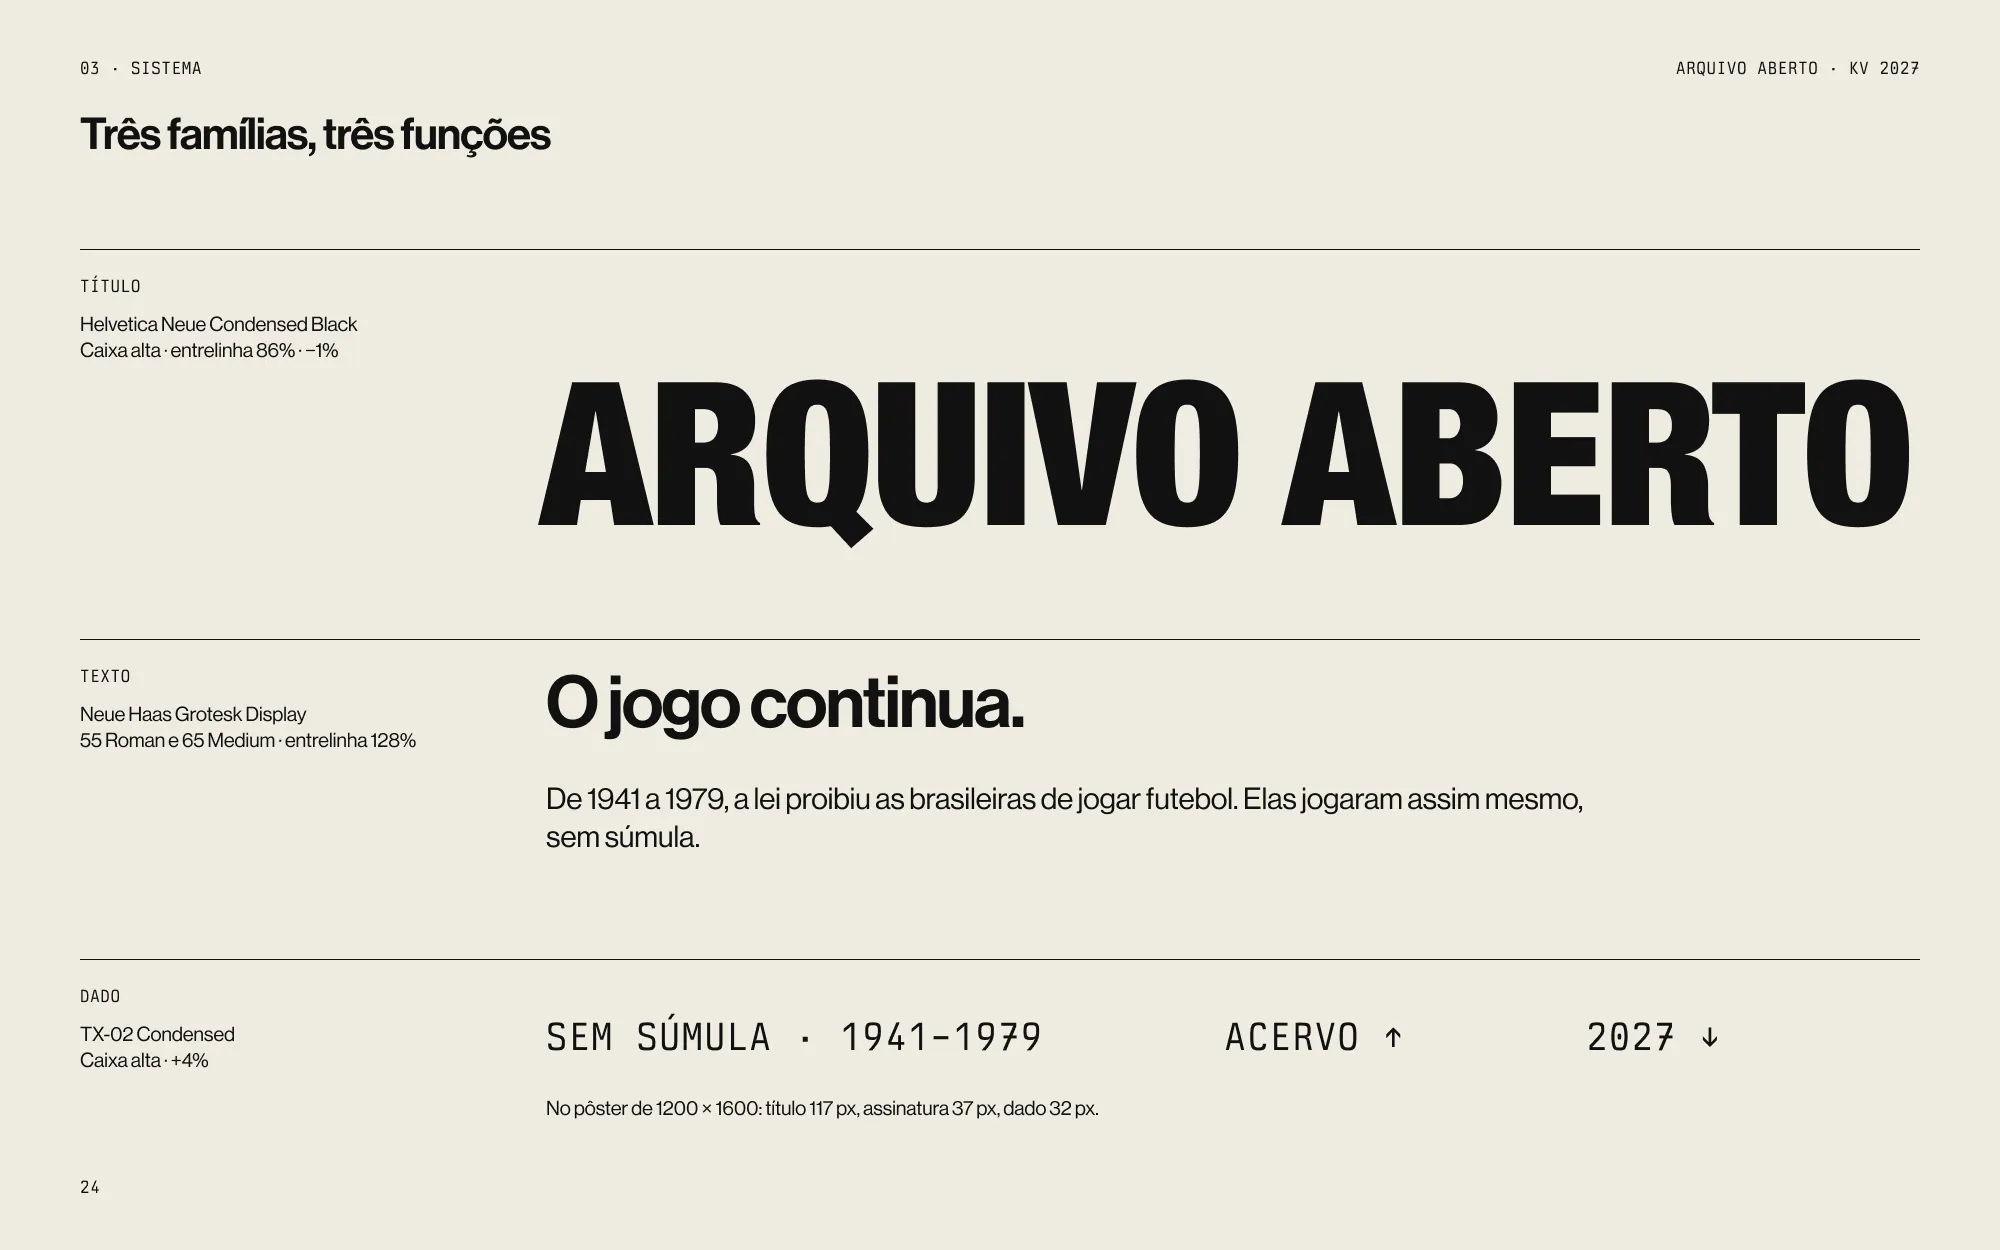 03 · SISTEMA
ARQUIVO ABERTO · KV 2027
Três famílias, três funções
TÍTULO
Helvetica Neue Condensed Black
Caixa alta · entrelinha 86% · −1%
ARQUIVO ABERTO
TEXTO
Neue Haas Grotesk Display
55 Roman e 65 Medium · entrelinha 128%
O jogo continua.
De 1941 a 1979, a lei proibiu as brasileiras de jogar futebol. Elas jogaram assim mesmo,
sem súmula.
DADO
TX-02 Condensed
Caixa alta · +4%
SEM SÚMULA · 1941–1979
ACERVO ↑
2027 ↓
No pôster de 1200 × 1600: título 117 px, assinatura 37 px, dado 32 px.
24